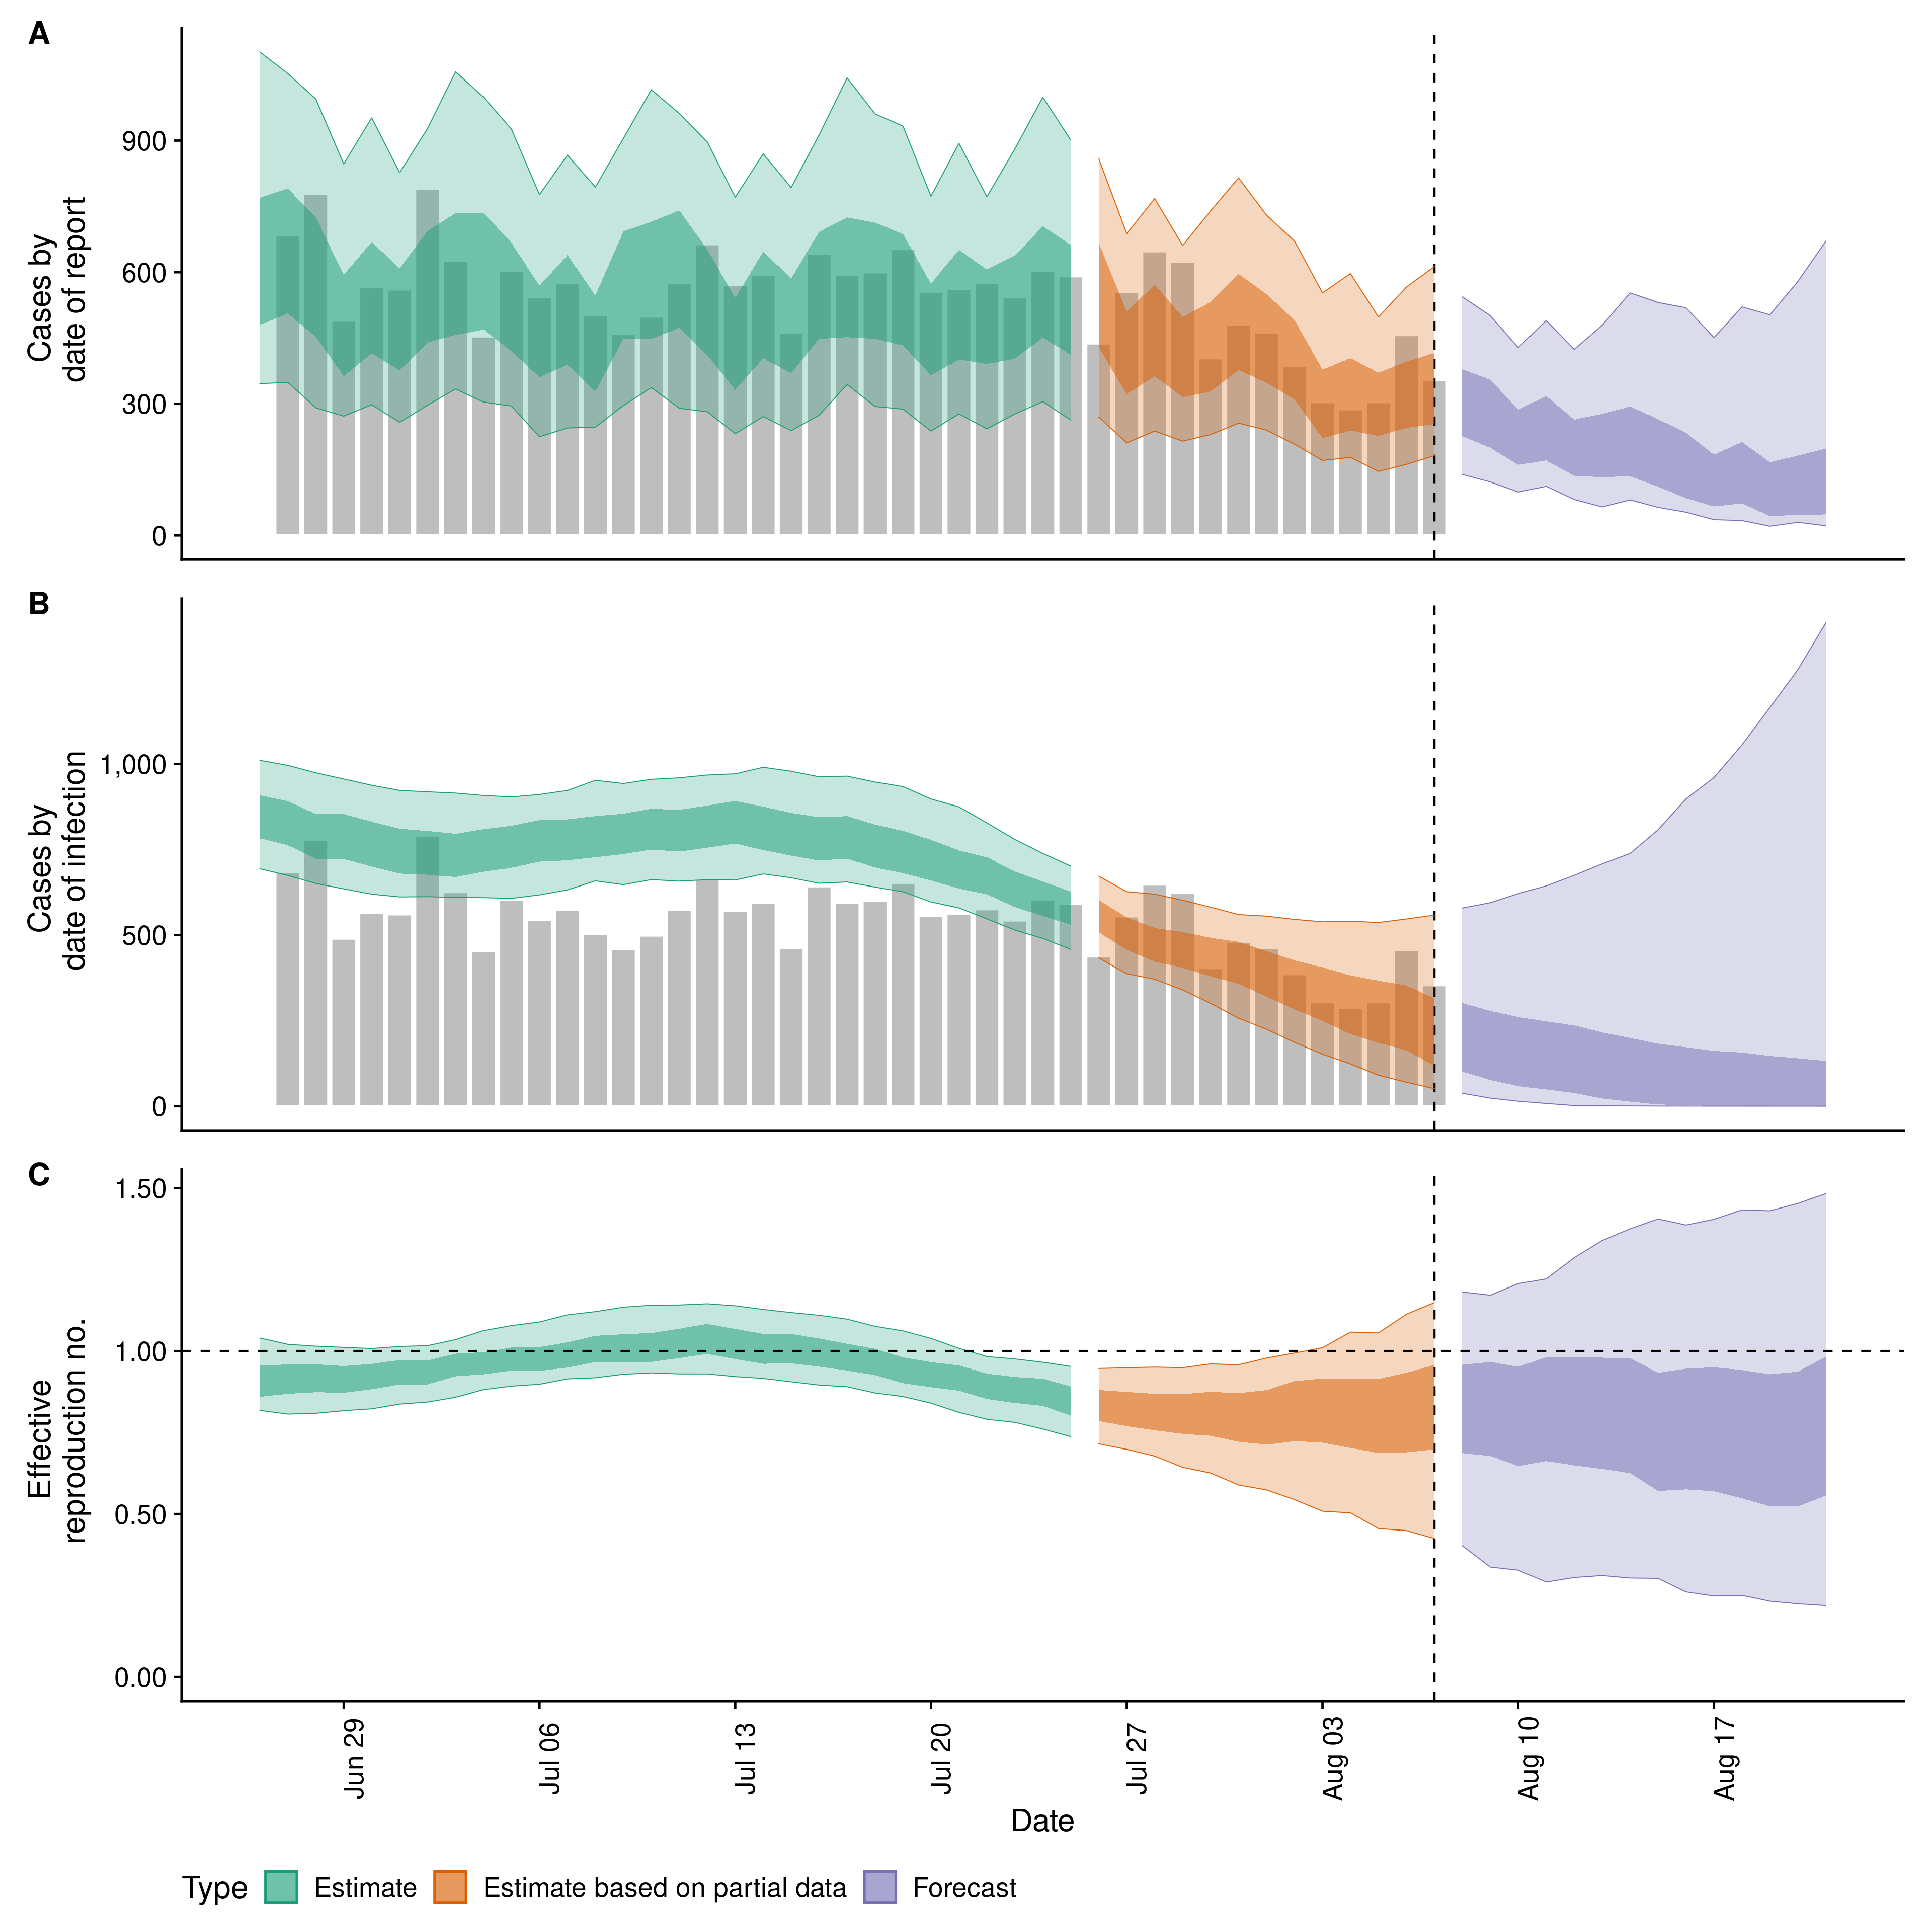 A
Cases by
date of report
900
600
300
0
B
Cases by
date of infection
1,000
500
0
C
Effective
reproduction no.
1.50
1.00
0.50
0.00
Jun 29
Jul 06
Jul 13
Jul 20
Jul 27
Aug 03
Aug 10
Aug 17
Date
Type Estimate Estimate based on partial data Forecast